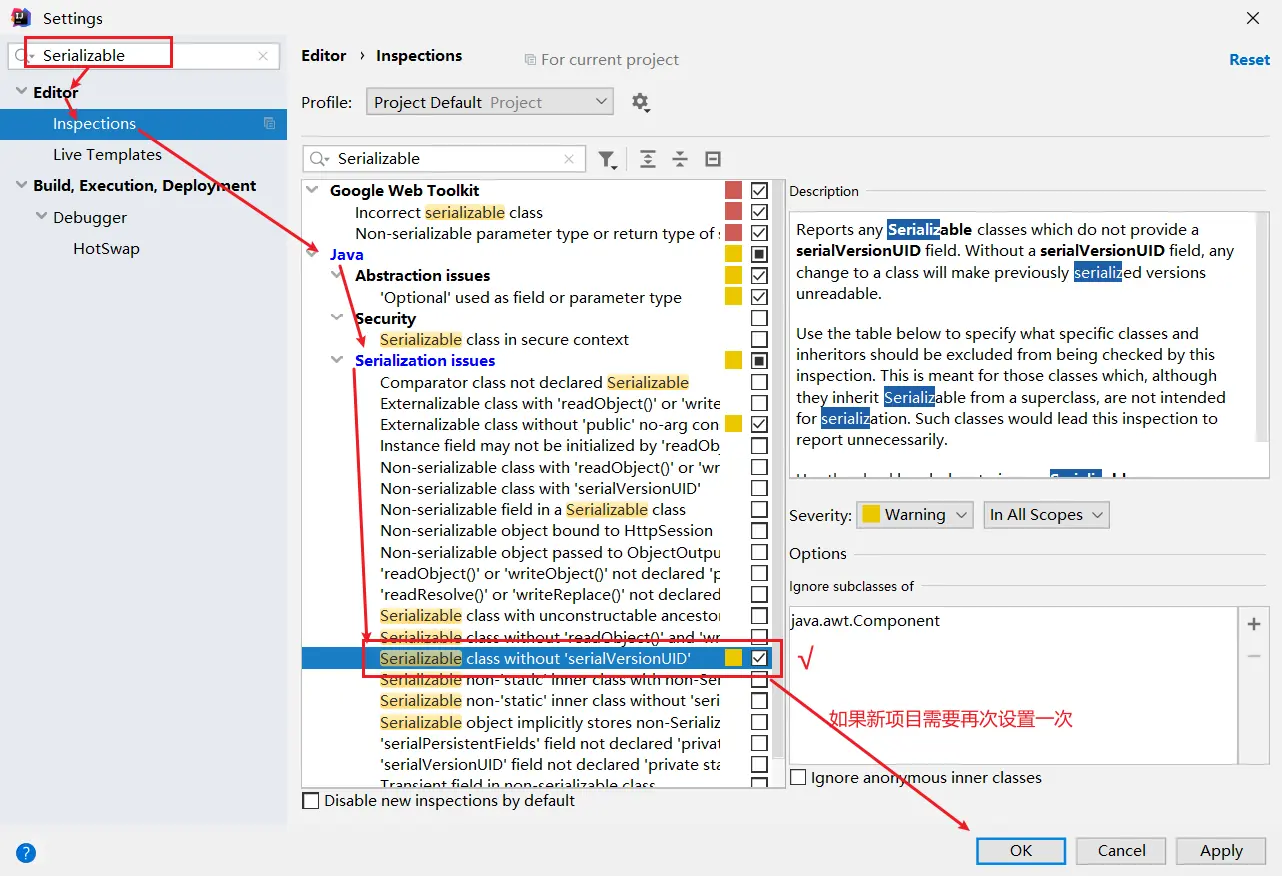 Settings
Serializable
Editor
Inspections
Live Templates
Build, Execution, Deployment
Debugger
HotSwap
Editor › Inspections
For current project
Reset
Profile:
Project Default Project
Serializable
Google Web Toolkit
Incorrect serializable class
Non-serializable parameter type or return type of
Java
Abstraction issues
'Optional' used as field or parameter type
Security
Serializable class in secure context
Serialization issues
Comparator class not declared Serializable
Externalizable class with 'readObject()' or 'write
Externalizable class without 'public' no-arg con
Instance field may not be initialized by 'readOb
Non-serializable class with 'readObject()' or 'wr
Non-serializable class with 'serialVersionUID'
Non-serializable field in a Serializable class
Non-serializable object bound to HttpSession
Non-serializable object passed to ObjectOutpu
'readObject()' or 'writeObject()' not declared 'p
'readResolve()' or 'writeReplace()' not declared
Serializable class with unconstructable ancestor
Serializable class without 'readObject()' and 'wr
Serializable class without 'serialVersionUID'
Serializable non-'static' inner class with non-Ser
Serializable non-'static' inner class without 'seri
Serializable object implicitly stores non-Serializ
'serialPersistentFields' field not declared 'privat
'serialVersionUID' field not declared 'private sta
Transient field in non-serializable class
Disable new inspections by default
Description
Reports any Serializable classes which do not provide a
serialVersionUID field. Without a serialVersionUID field, any
change to a class will make previously serialized versions
unreadable.
Use the table below to specify what specific classes and
inheritors should be excluded from being checked by this
inspection. This is meant for those classes which, although
they inherit Serializable from a superclass, are not intended
for serialization. Such classes would lead this inspection to
report unnecessarily.
Severity:
Warning
In All Scopes
Options
Ignore subclasses of
java.awt.Component
√
如果新项目需要再次设置一次
Ignore anonymous inner classes
?
OK
Cancel
Apply